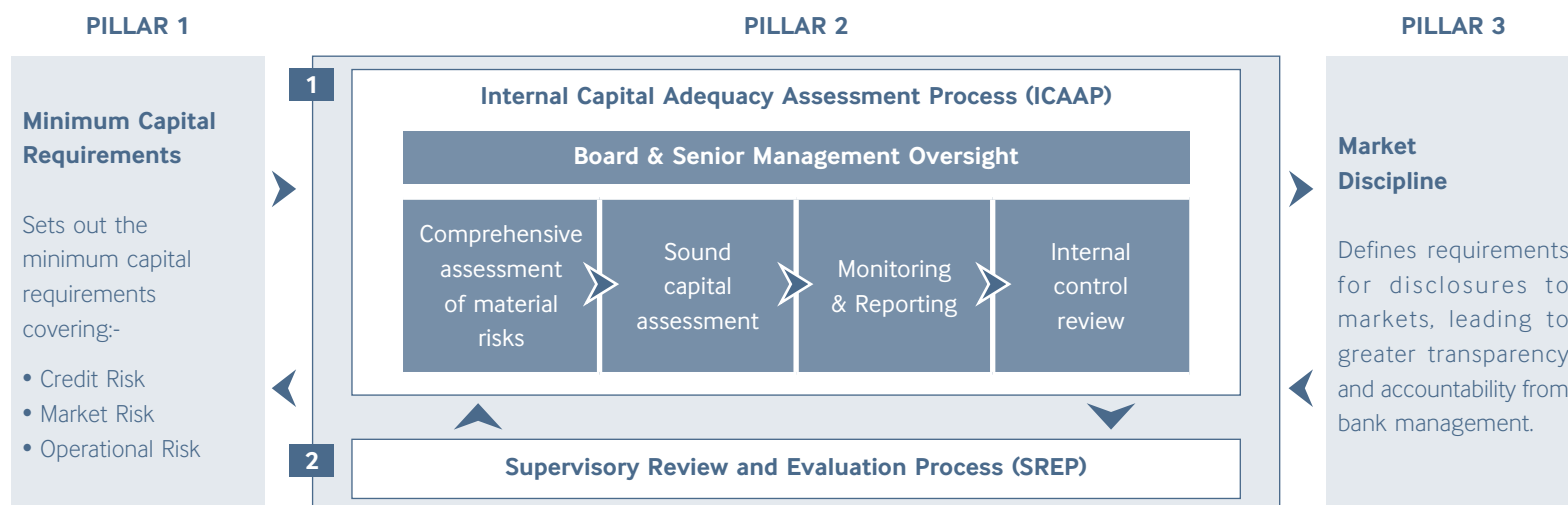 PILLAR 1
Minimum Capital
Requirements
Sets out the
minimum capital
requirements
covering:-
• Credit Risk
• Market Risk
• Operational Risk
PILLAR 2
1
Internal Capital Adequacy Assessment Process (ICAAP)
Board & Senior Management Oversight
Comprehensive
assessment
of material
risks
Sound
capital
assessment
Monitoring
& Reporting
Internal
control
review
2
Supervisory Review and Evaluation Process (SREP)
PILLAR 3
Market
Discipline
Defines requirements
for disclosures to
markets, leading to
greater transparency
and accountability from
bank management.